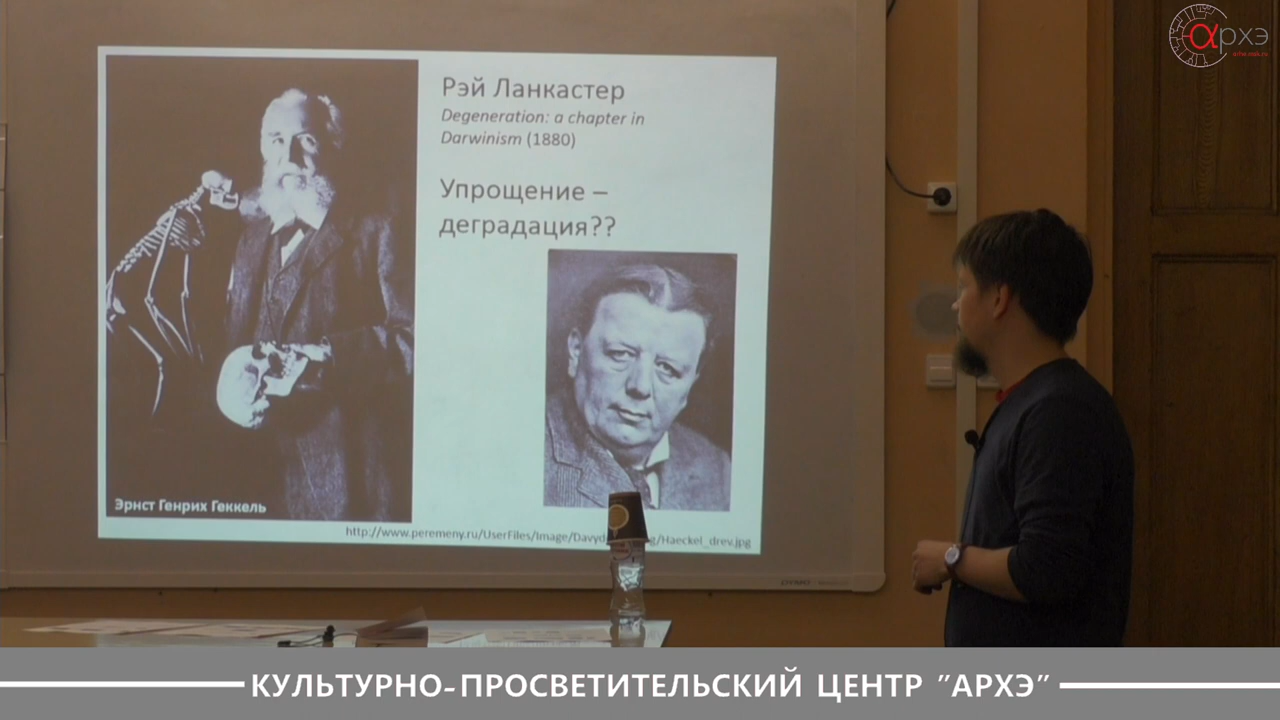 αрхэ
Рэй Ланкастер
Degeneration: a chapter in
Darwinism (1880)
Упрощение –
деградация??
Эрнст Генрих Геккель
http://www.peremeny.ru/UserFiles/Image/Davyd g/Haeckel_drev.jpg
КУЛЬТУРНО-ПРОСВЕТИТЕЛЬСКИЙ ЦЕНТР "АРХЭ"